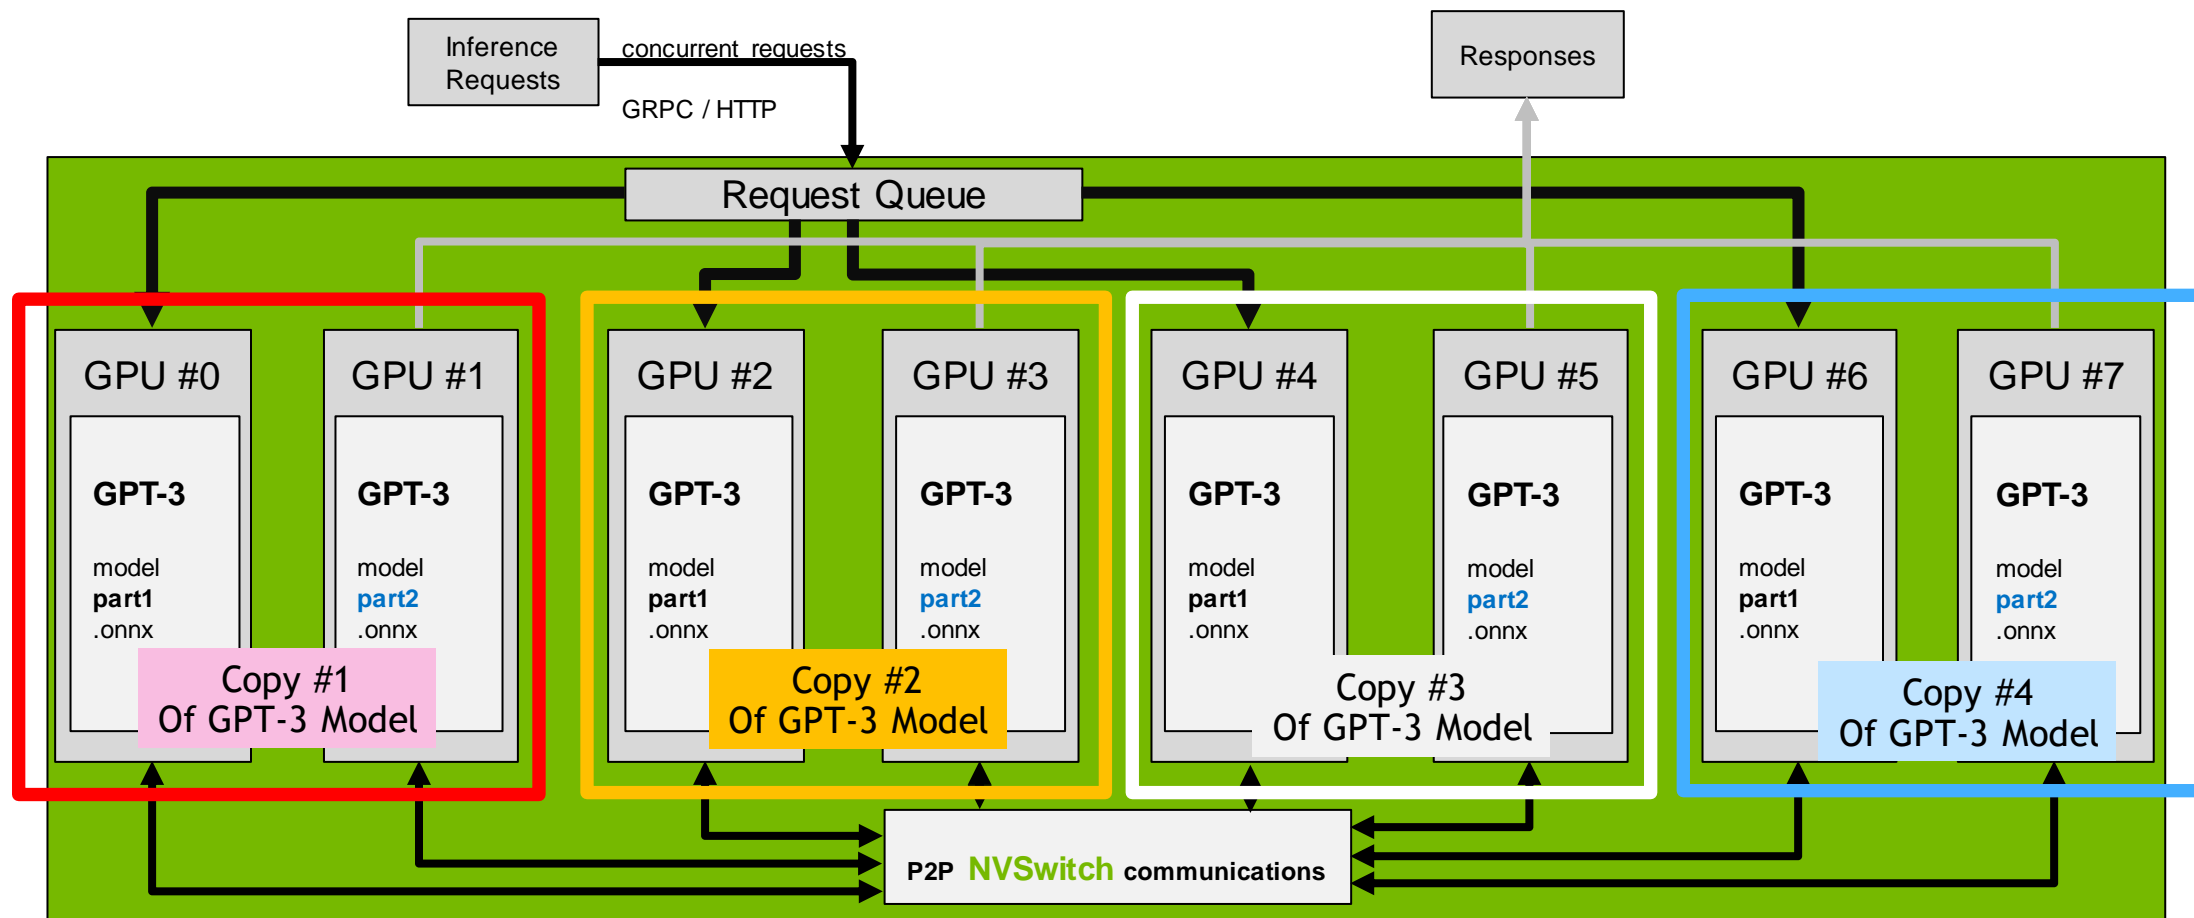 Inference
Requests
concurrent requests
GRPC / HTTP
Responses
Request Queue
GPU #0
GPT-3
model
part1
.onnx
GPU #1
GPT-3
model
part2
.onnx
Copy #1
Of GPT-3 Model
GPU #2
GPT-3
model
part1
.onnx
GPU #3
GPT-3
model
part2
.onnx
Copy #2
Of GPT-3 Model
GPU #4
GPT-3
model
part1
.onnx
GPU #5
GPT-3
model
part2
.onnx
Copy #3
Of GPT-3 Model
GPU #6
GPT-3
model
part1
.onnx
GPU #7
GPT-3
model
part2
.onnx
Copy #4
Of GPT-3 Model
P2P NVSwitch communications